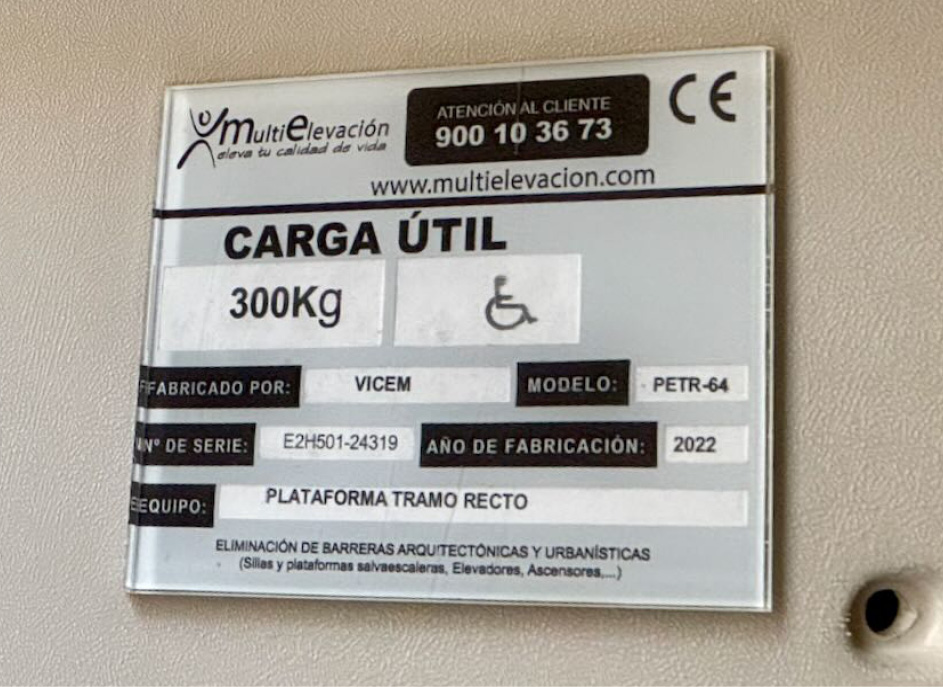 multiElevación
eleva tu calidad de vida
ATENCIÓN AL CLIENTE
900 10 36 73
CE
www.multielevacion.com
CARGA ÚTIL
300Kg
FABRICADO POR: VICEM MODELO: PETR-64
Nº DE SERIE: E2H501-24319 AÑO DE FABRICACIÓN: 2022
EQUIPO: PLATAFORMA TRAMO RECTO
ELIMINACIÓN DE BARRERAS ARQUITECTÓNICAS Y URBANÍSTICAS
(Sillas y plataformas salvaescaleras, Elevadores, Ascensores,...)